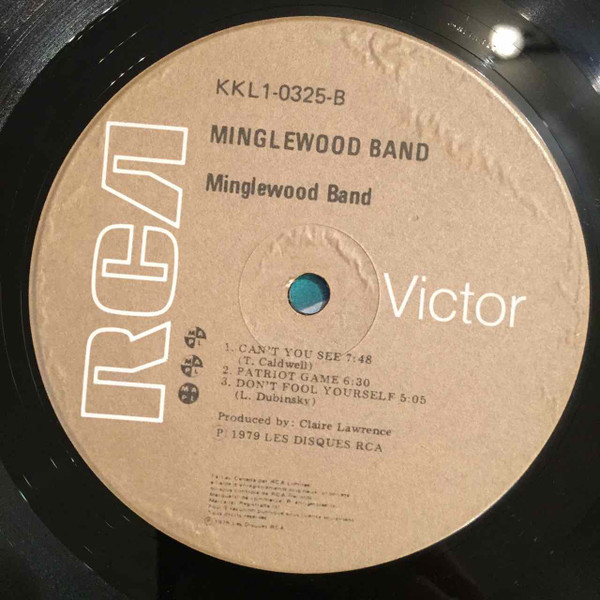 KKL1-0325-B
MINGLEWOOD BAND
Minglewood Band
RCA Victor
1. CAN'T YOU SEE 7:48
(T. Caldwell)
2. PATRIOT GAME 6:30
3. DON'T FOOL YOURSELF 5:05
(L. Dubinsky)
Produced by: Claire Lawrence
P 1979 LES DISQUES RCA